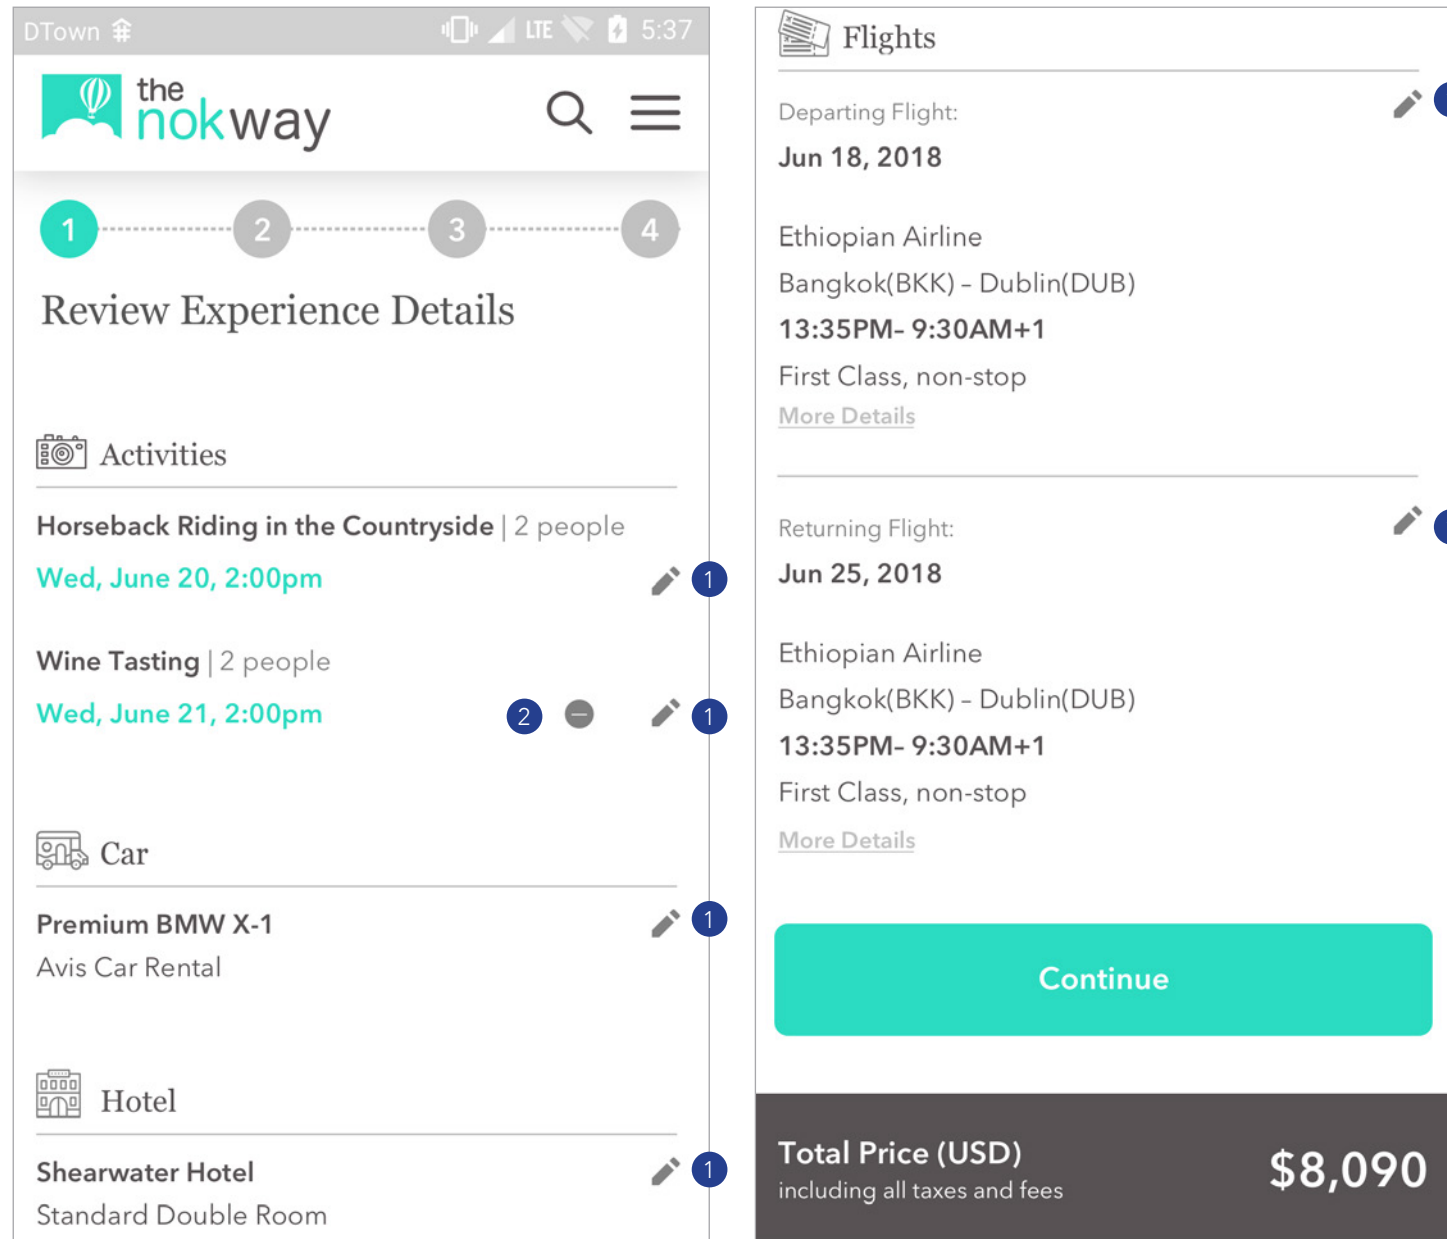 DTown LTE 5:37
the
nokway
1 2 3 4
Review Experience Details
Activities
Horseback Riding in the Countryside | 2 people
Wed, June 20, 2:00pm 1
Wine Tasting | 2 people
Wed, June 21, 2:00pm 2 1
Car
Premium BMW X-1 1
Avis Car Rental
Hotel
Shearwater Hotel 1
Standard Double Room
Flights
Departing Flight:
Jun 18, 2018
Ethiopian Airline
Bangkok(BKK) – Dublin(DUB)
13:35PM– 9:30AM+1
First Class, non-stop
More Details
Returning Flight:
Jun 25, 2018
Ethiopian Airline
Bangkok(BKK) – Dublin(DUB)
13:35PM– 9:30AM+1
First Class, non-stop
More Details
Continue
Total Price (USD) $8,090
including all taxes and fees